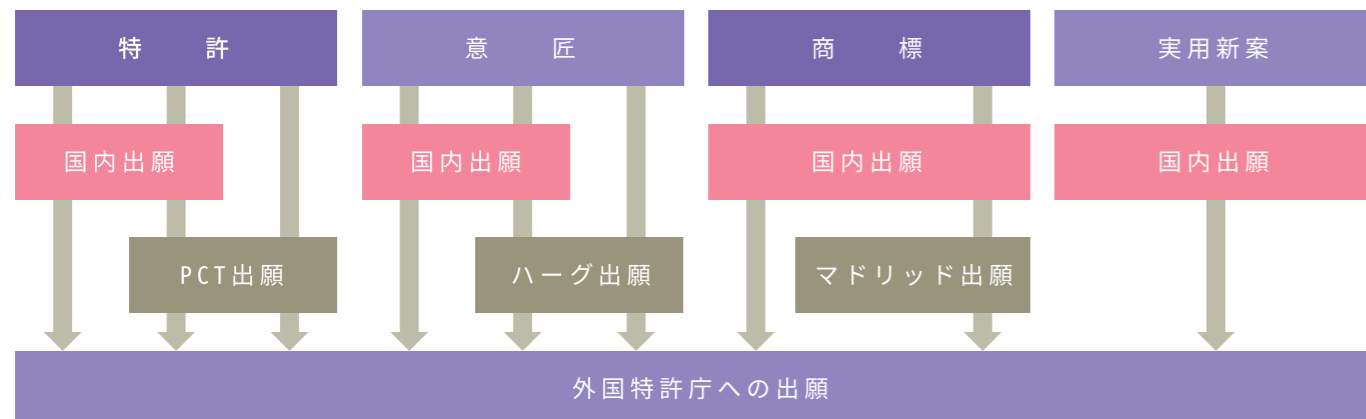 特許
意匠
商標
実用新案
国内出願
国内出願
国内出願
国内出願
PCT出願
ハーグ出願
マドリッド出願
外国特許庁への出願